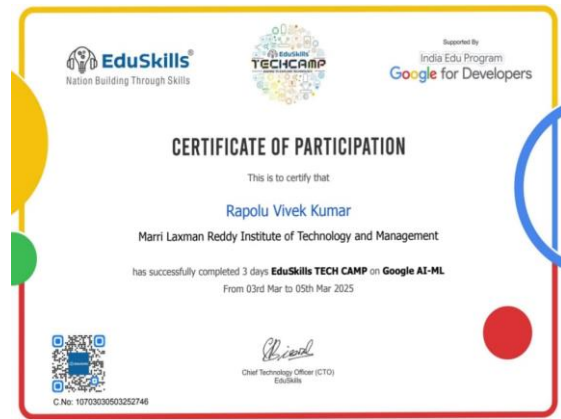 EduSkills®
Nation Building Through Skills
EduSkills
TECHCAMP
Supported By
India Edu Program
Google for Developers
CERTIFICATE OF PARTICIPATION
This is to certify that
Rapolu Vivek Kumar
Marri Laxman Reddy Institute of Technology and Management
has successfully completed 3 days EduSkills TECH CAMP on Google AI-ML
From 03rd Mar to 05th Mar 2025
Chief Technology Officer (CTO)
EduSkills
C.No: 10703030503252746